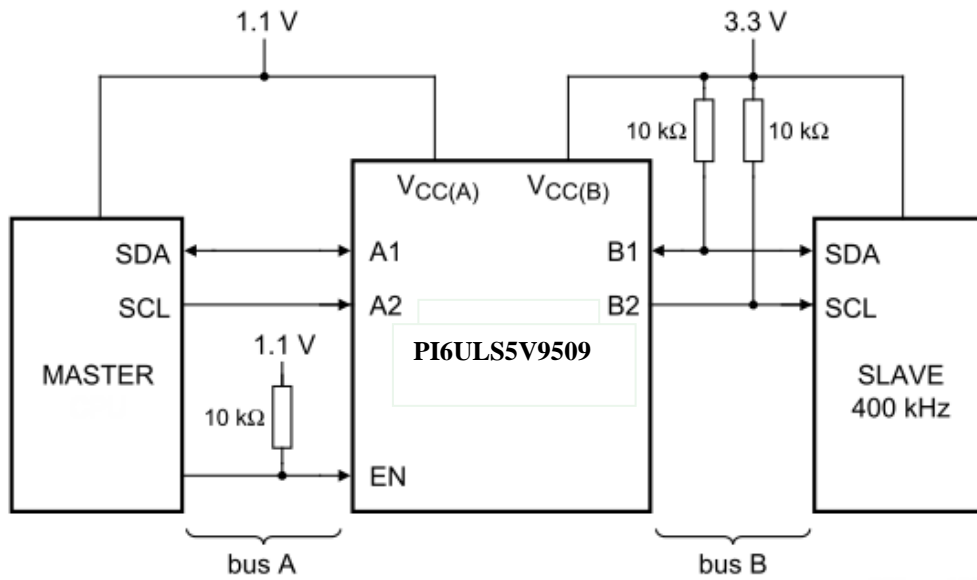 1.1 V
3.3 V
10 kΩ
10 kΩ
VCC(A)
VCC(B)
SDA
A1
B1
SDA
SCL
A2
B2
SCL
1.1 V
PI6ULS5V9509
MASTER
SLAVE
400 kHz
10 kΩ
EN
bus A
bus B